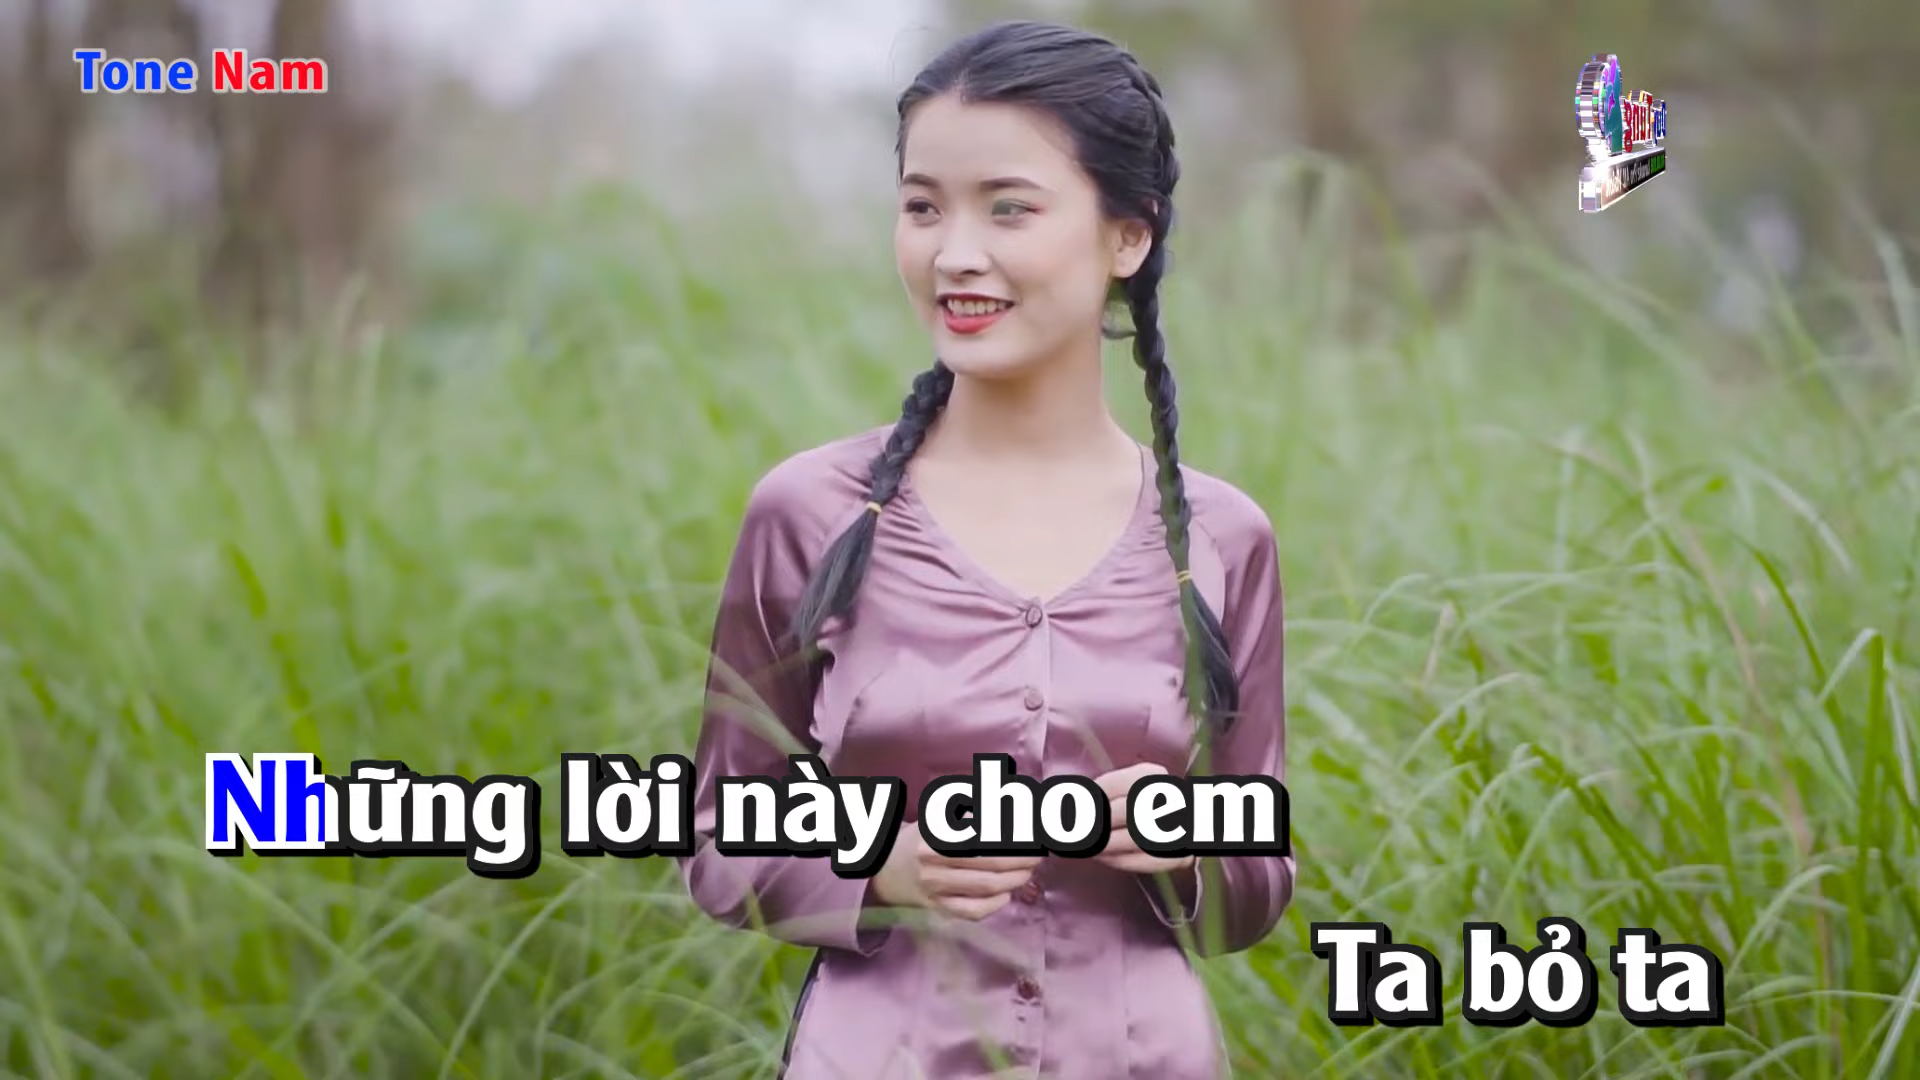 Tone Nam
Những lời này cho em
Ta bỏ ta